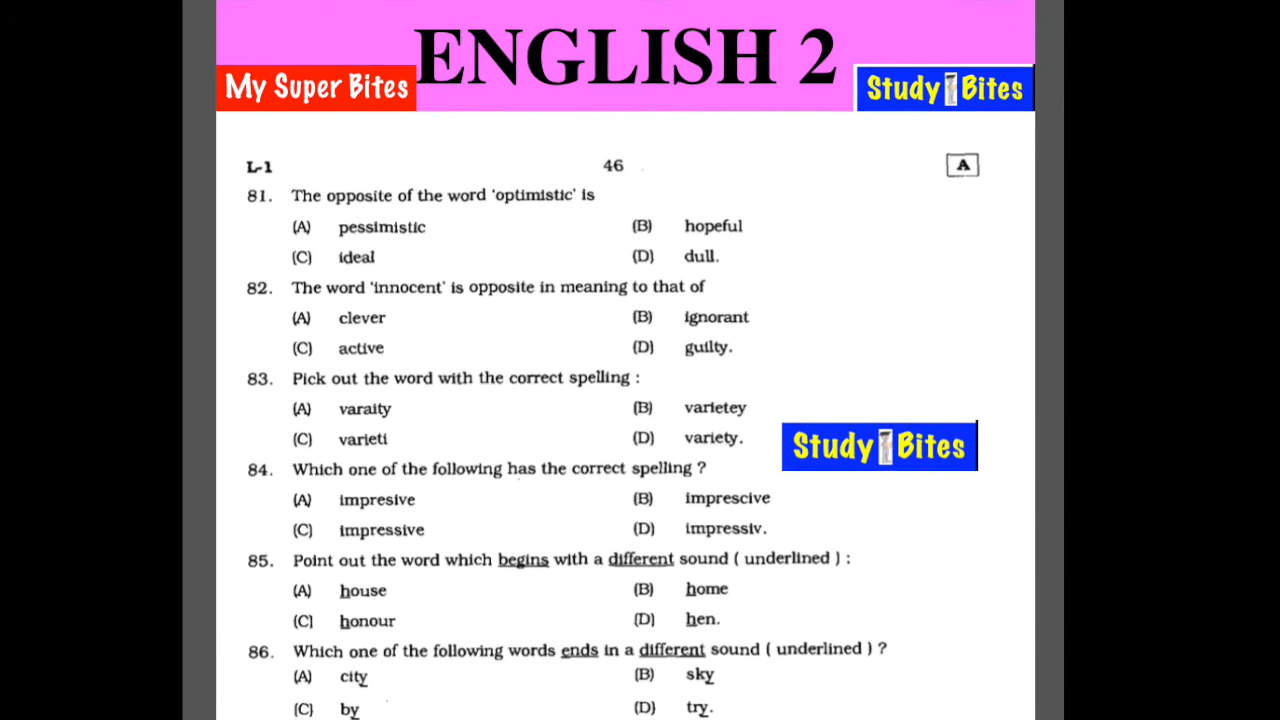 ENGLISH 2
My Super Bites
Study Bites
L-1 46 A
81. The opposite of the word 'optimistic' is
(A) pessimistic (B) hopeful
(C) ideal (D) dull.
82. The word 'innocent' is opposite in meaning to that of
(A) clever (B) ignorant
(C) active (D) guilty.
83. Pick out the word with the correct spelling :
(A) varaity (B) varietey
(C) varieti (D) variety.
Study Bites
84. Which one of the following has the correct spelling ?
(A) impresive (B) imprescive
(C) impressive (D) impressiv.
85. Point out the word which begins with a different sound ( underlined ) :
(A) house (B) home
(C) honour (D) hen.
86. Which one of the following words ends in a different sound ( underlined ) ?
(A) city (B) sky
(C) by (D) try.